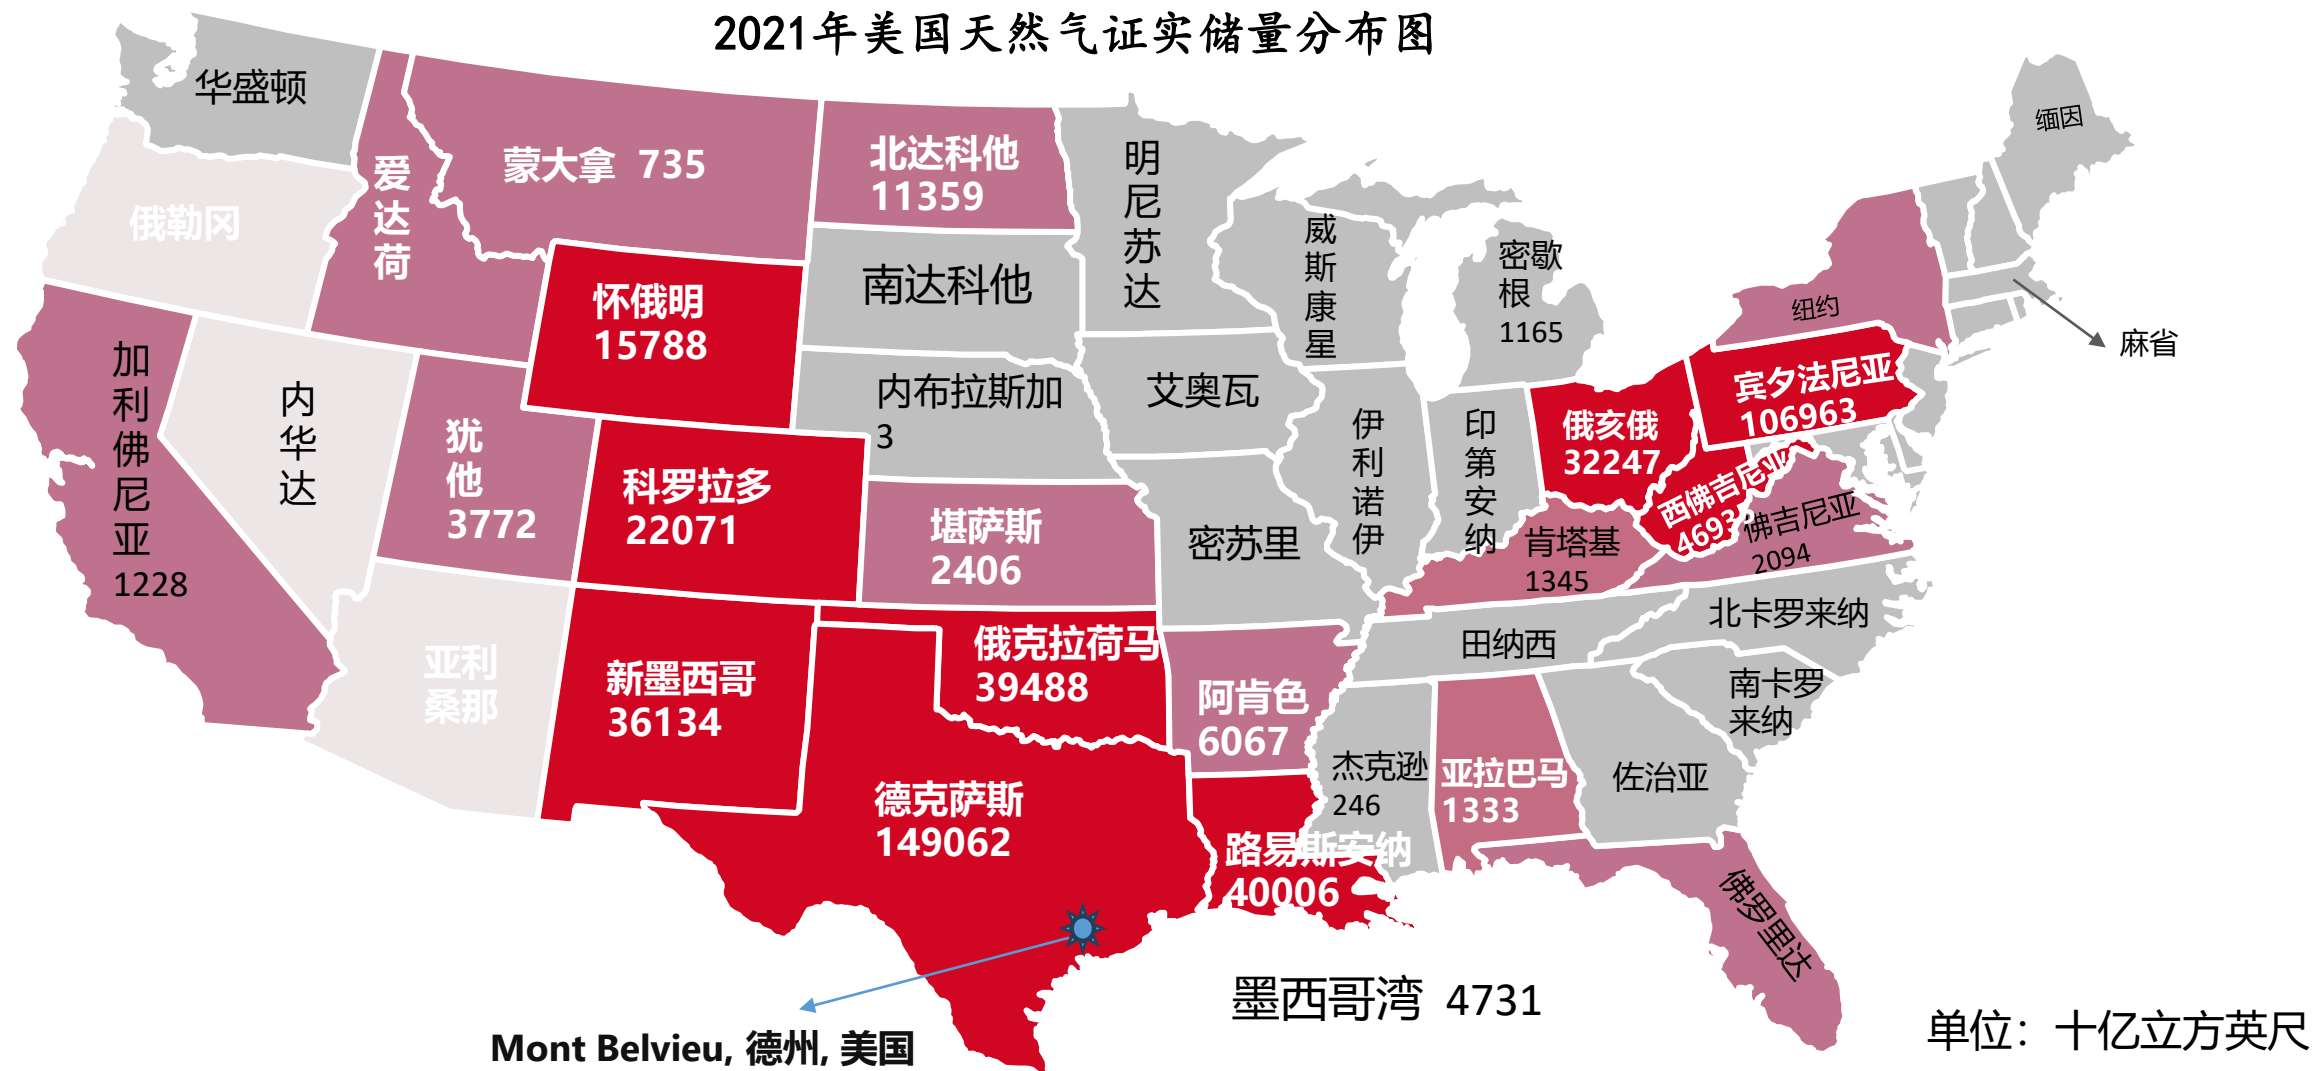 2021年美国天然气证实储量分布图
华盛顿
俄勒冈
爱
达
荷
蒙大拿 735
北达科他
11359
明
尼
苏
达
缅因
怀俄明
15788
南达科他
威
斯
康
星
密歇
根
1165
纽约
麻省
加
利
佛
尼
亚
1228
内
华
达
犹
他
3772
内布拉斯加
3
艾奥瓦
伊
利
诺
伊
印
第
安
纳
俄亥俄
32247
宾夕法尼亚
106963
科罗拉多
22071
堪萨斯
2406
密苏里
肯塔基
1345
西佛吉尼亚
4693
佛吉尼亚
2094
亚利
桑那
新墨西哥
36134
俄克拉荷马
39488
阿肯色
6067
田纳西
北卡罗来纳
南卡罗
来纳
德克萨斯
149062
路易斯安纳
40006
杰克逊
246
亚拉巴马
1333
佐治亚
佛罗里达
墨西哥湾 4731
Mont Belvieu, 德州, 美国
单位：十亿立方英尺